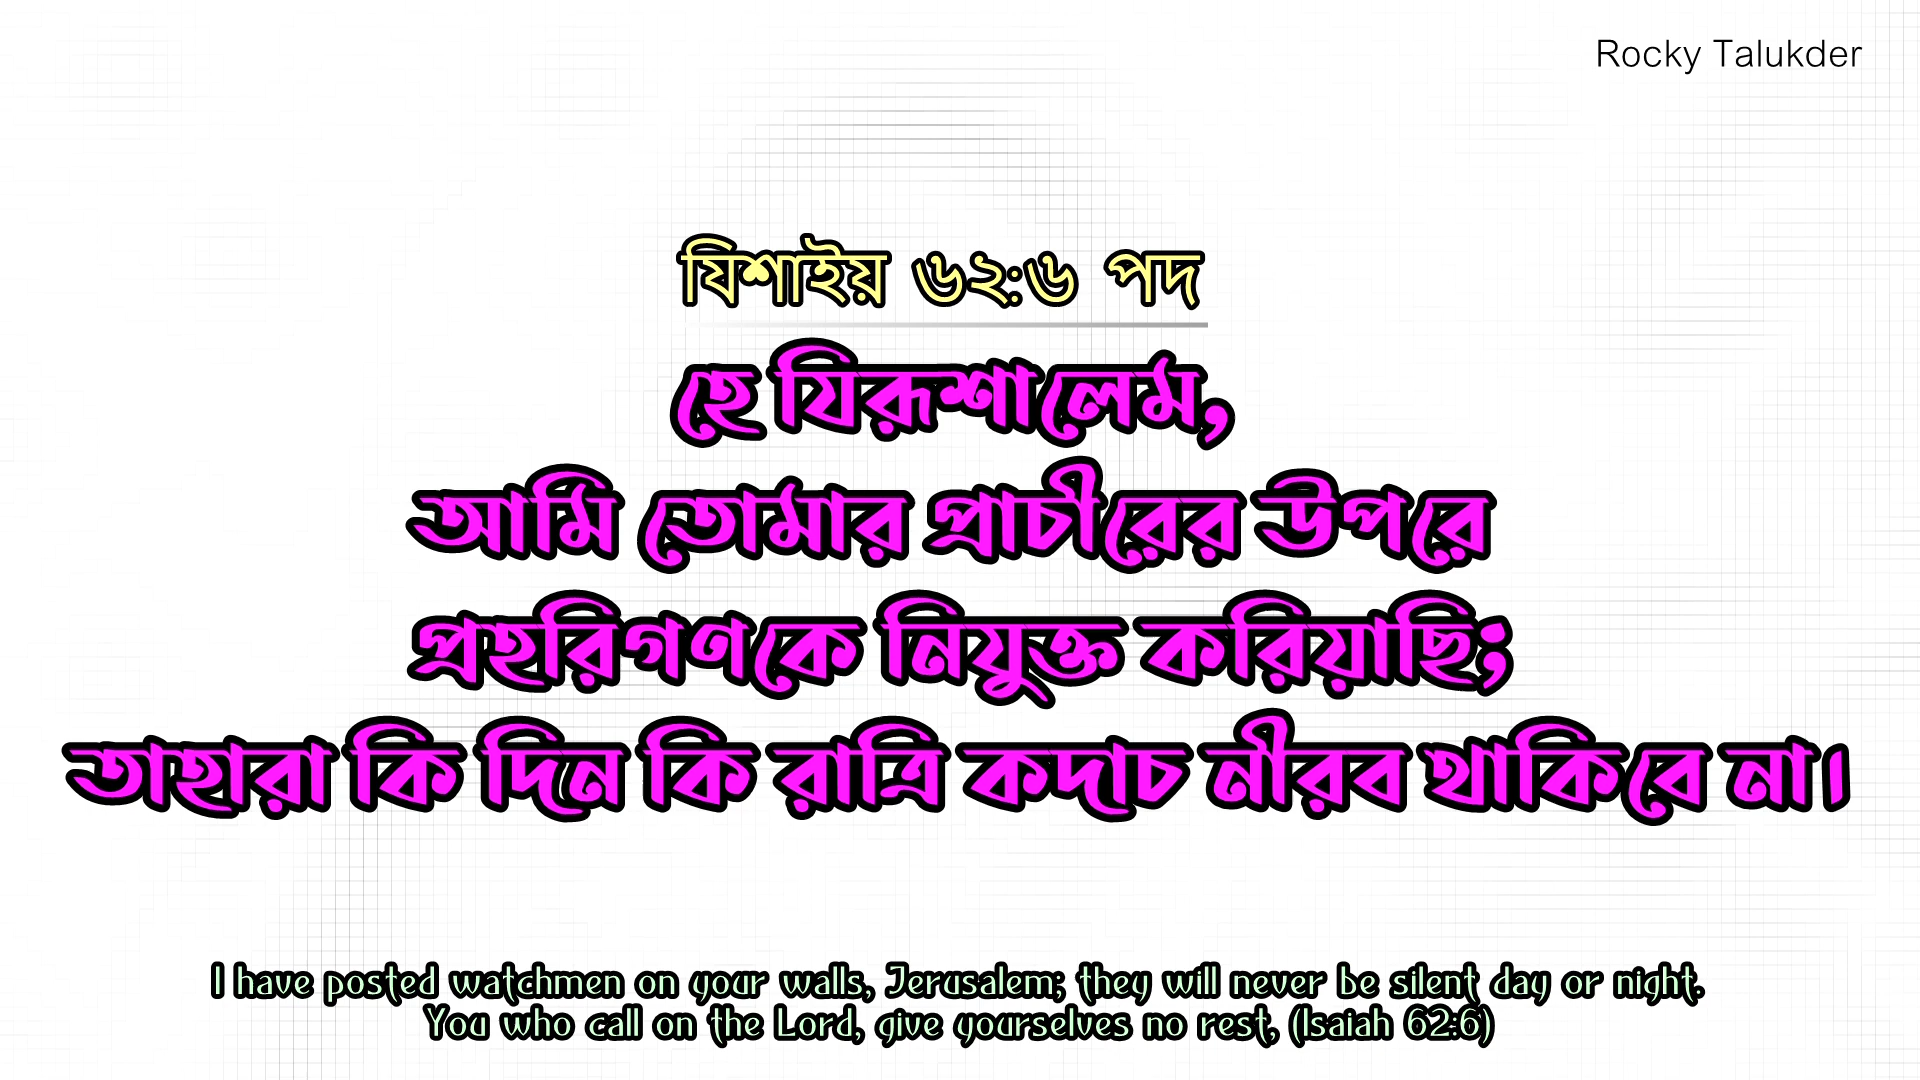 Rocky Talukder
যিশাইয় ৬২:৬ পদ
হে যিরূশালেম,
আমি তোমার প্রাচীরের উপরে
প্রহরিগণকে নিযুক্ত করিয়াছি;
তাহারা কি দিন কি রাত্রি কদাচ নীরব থাকিবে না।
I have posted watchmen on your walls, Jerusalem; they will never be silent day or night.
You who call on the Lord, give yourselves no rest, (Isaiah 62:6)